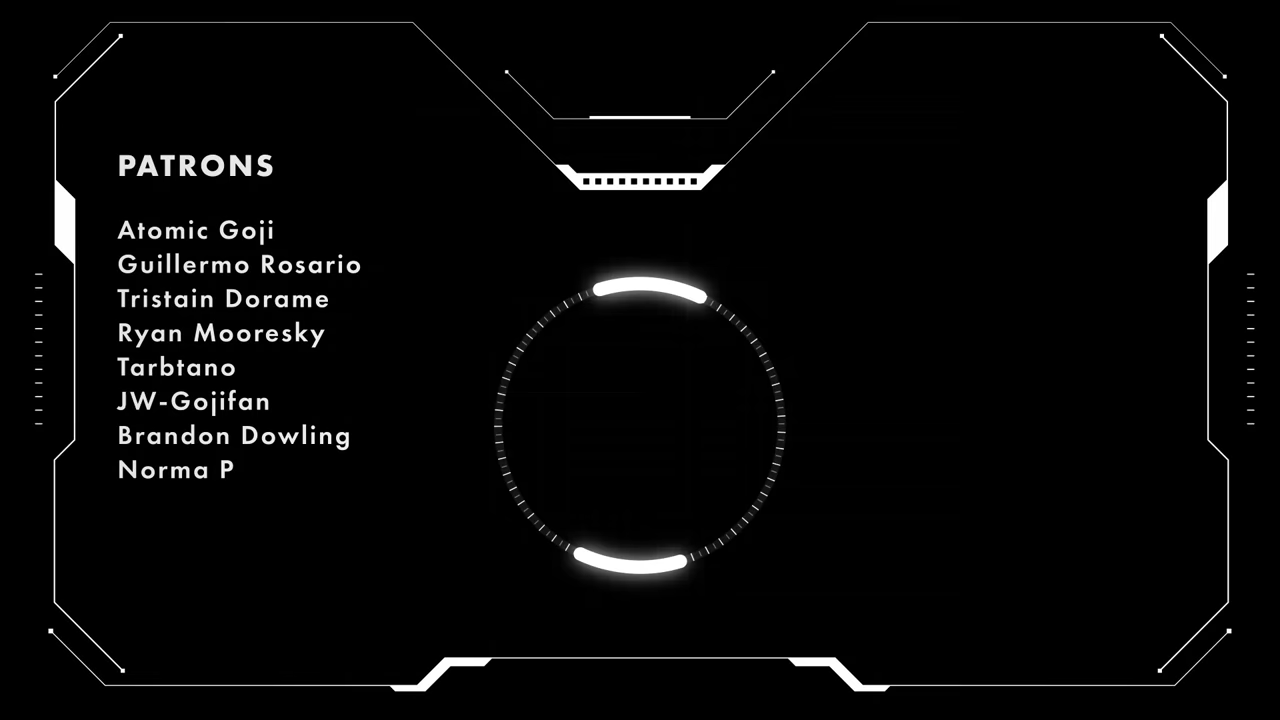 PATRONS
Atomic Goji
Guillermo Rosario
Tristain Dorame
Ryan Mooresky
Tarbtano
JW-Gojifan
Brandon Dowling
Norma P